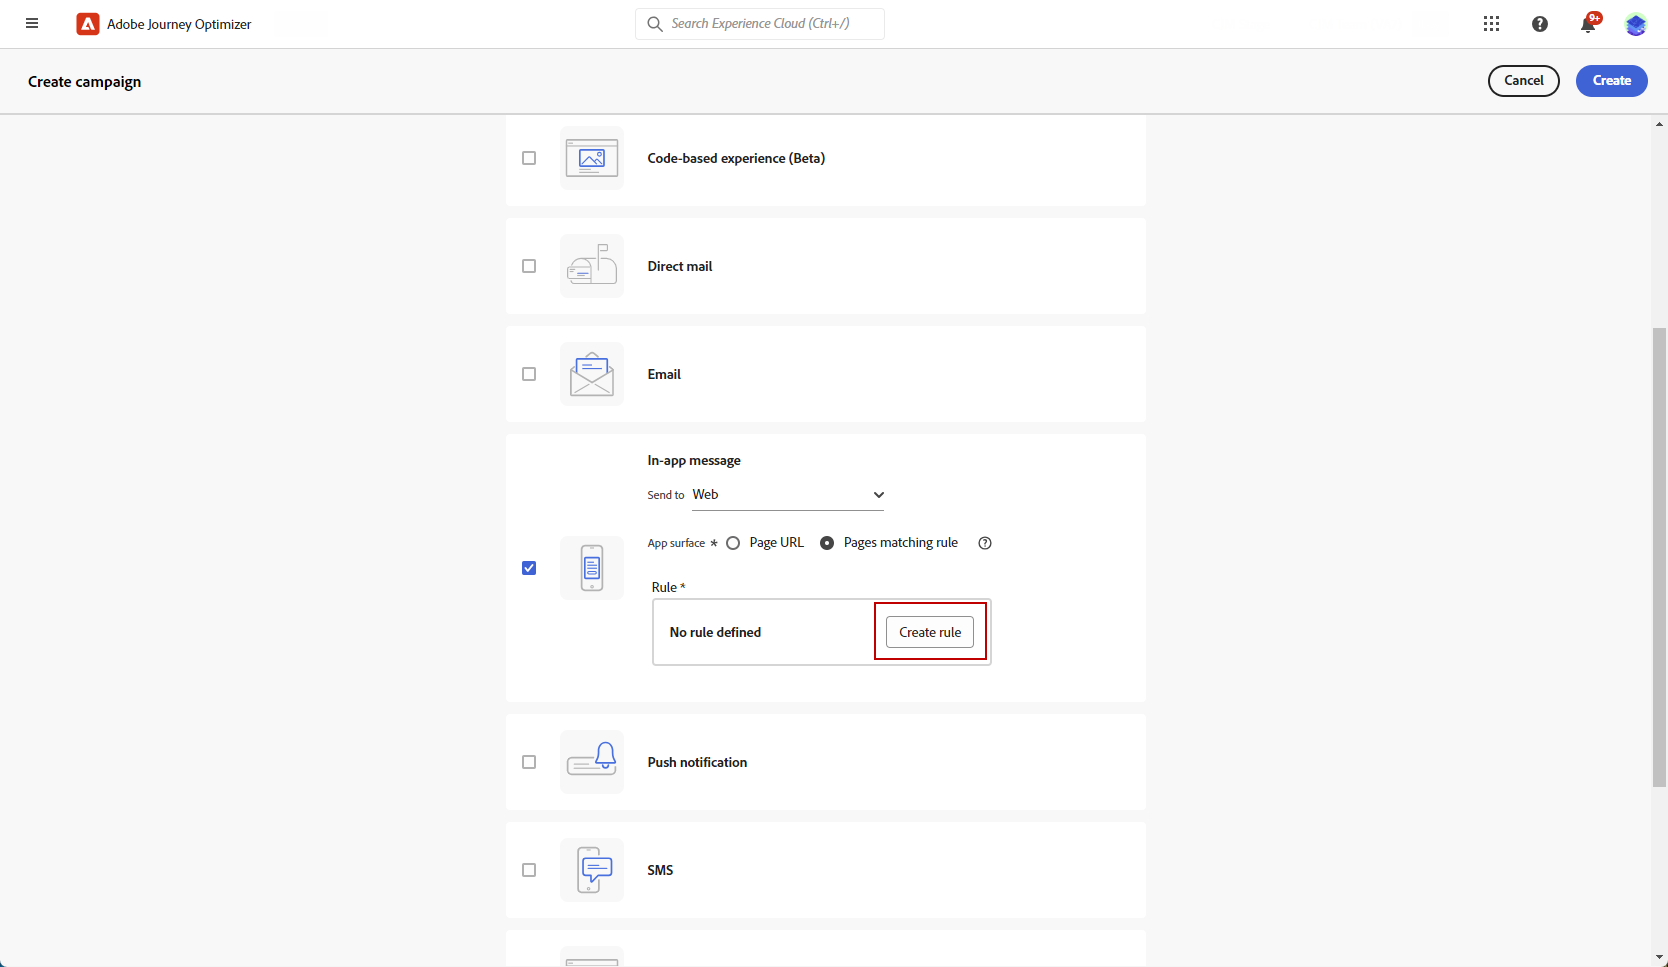 Adobe Journey Optimizer
Search Experience Cloud (Ctrl+/)
9+
Create campaign
Cancel
Create
Code-based experience (Beta)
Direct mail
Email
In-app message
Send to Web
App surface * Page URL Pages matching rule
Rule *
No rule defined
Create rule
Push notification
SMS